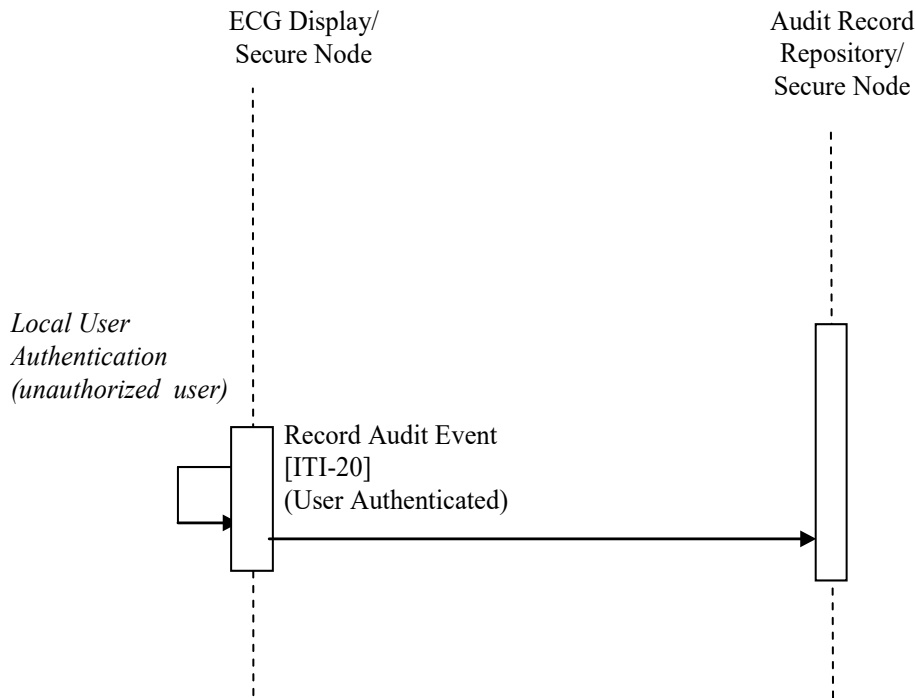 ECG Display/
Secure Node
Audit Record
Repository/
Secure Node
Local User
Authentication
(unauthorized user)
Record Audit Event
[ITI-20]
(User Authenticated)